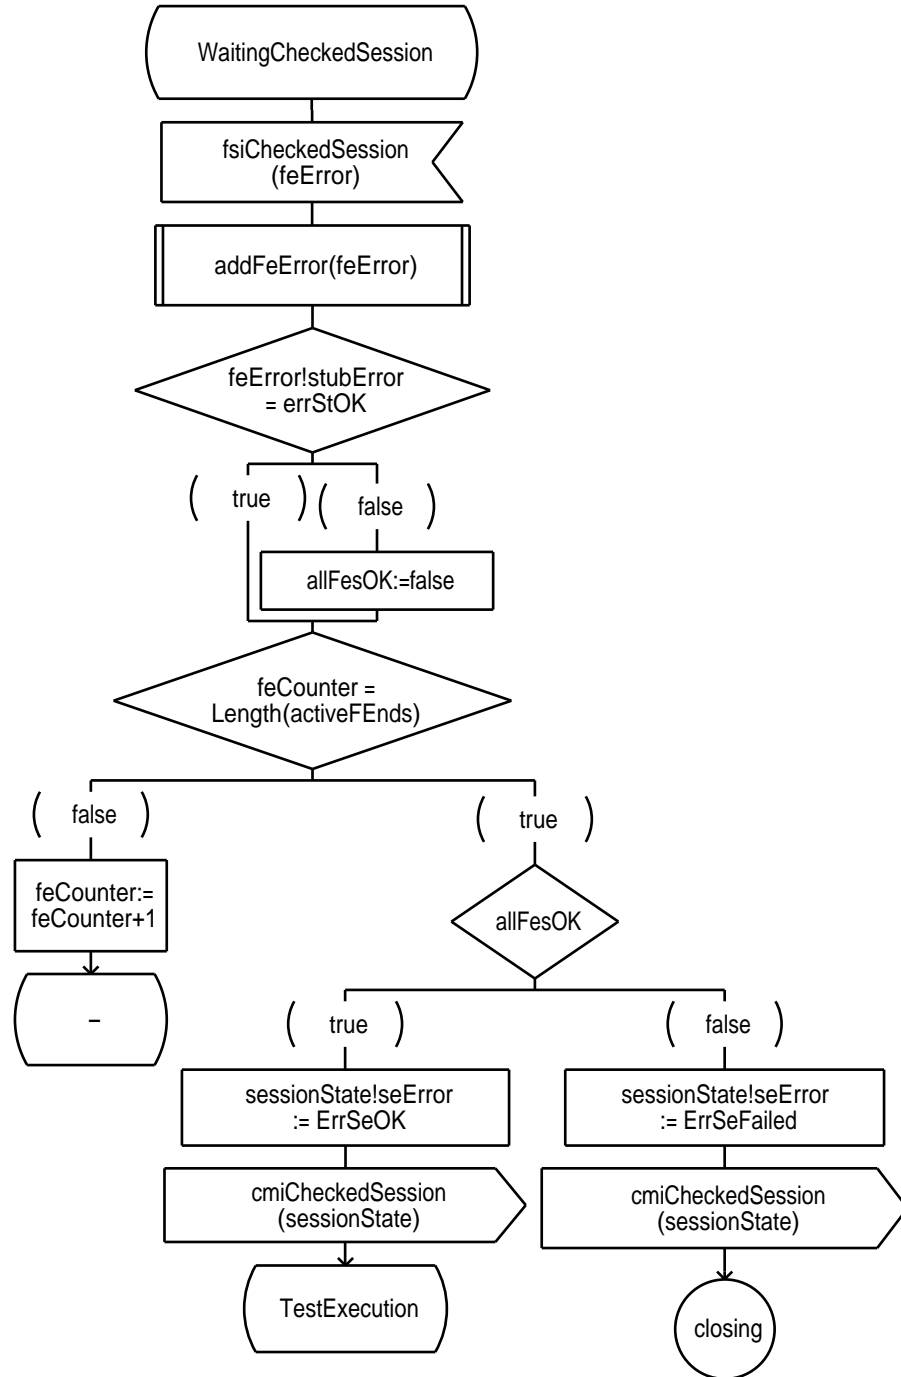 WaitingCheckedSession
fsiCheckedSession
(feError)
addFeError(feError)
feError!stubError
= errStOK
( true )
( false )
allFesOK:=false
feCounter =
Length(activeFEnds)
( false )
( true )
feCounter:=
feCounter+1
allFesOK
–
( true )
( false )
sessionState!seError
:= ErrSeOK
sessionState!seError
:= ErrSeFailed
cmiCheckedSession
(sessionState)
cmiCheckedSession
(sessionState)
TestExecution
closing